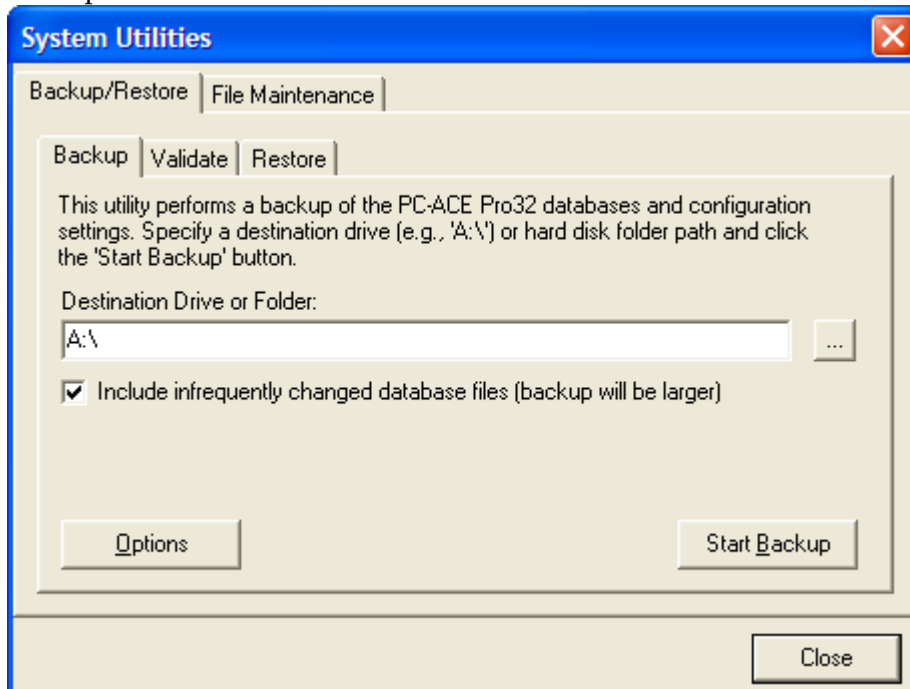 System Utilities
Backup/Restore File Maintenance
Backup Validate Restore
This utility performs a backup of the PC-ACE Pro32 databases and configuration
settings. Specify a destination drive (e.g., 'A:\') or hard disk folder path and click
the 'Start Backup' button.
Destination Drive or Folder:
A:\
...
Include infrequently changed database files (backup will be larger)
Options Start Backup
Close